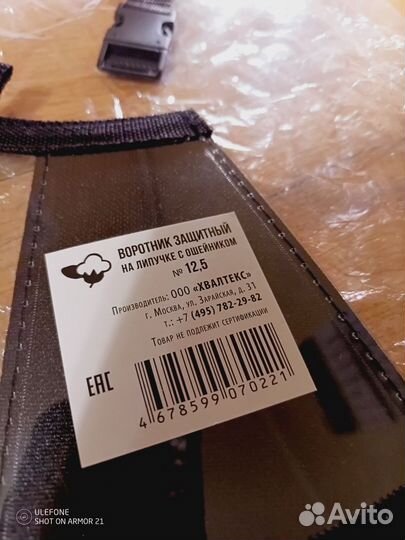 ВОРОТНИК ЗАЩИТНЫЙ
НА ЛИПУЧКЕ С ОШЕЙНИКОМ
№ 12,5
Производитель: ООО «ХВАЛТЕКС»
г. Москва, ул. Зарайская, д. 31
т.: +7 (495) 782-29-82
Товар не подлежит сертификации
EAC
4 678599 070221
ULEFONE
SHOT ON ARMOR 21
Avito